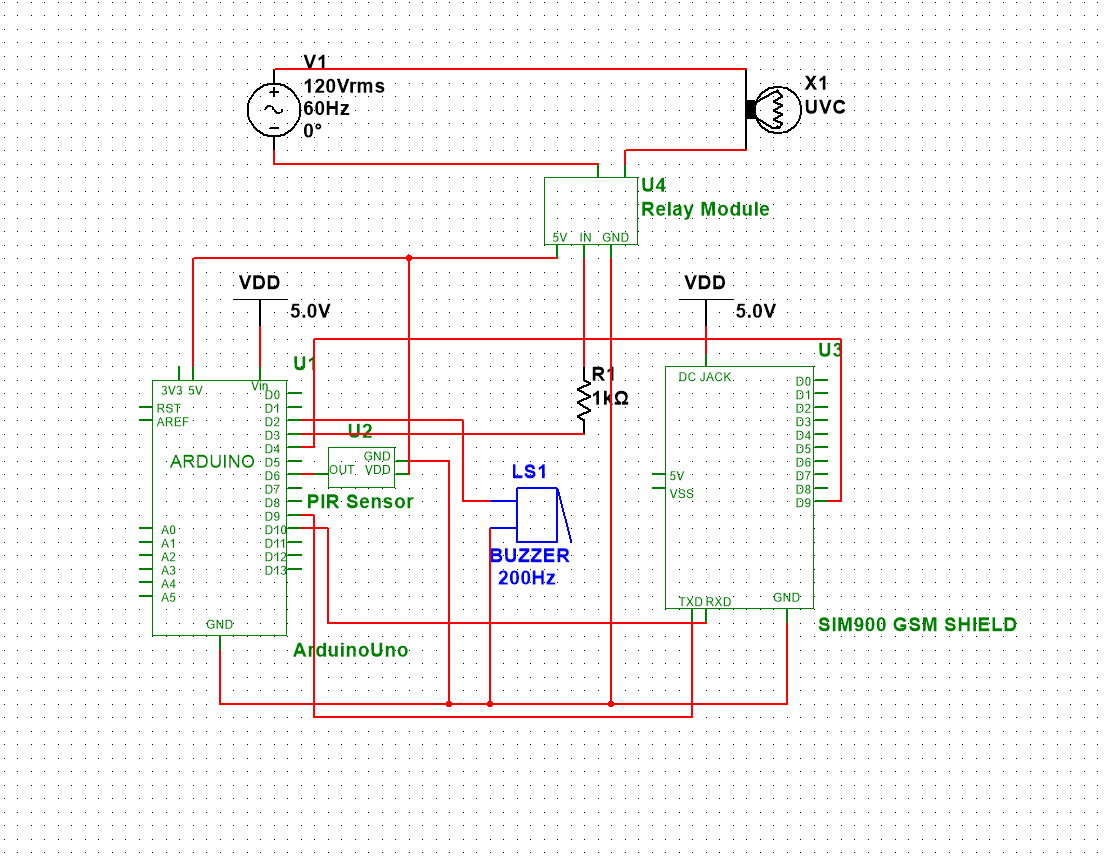 V1
120Vrms
60Hz
0°
X1
UVC
U4
Relay Module
5V IN GND
VDD
5.0V
VDD
5.0V
U1
3V3 5V Vin
RST
AREF
ARDUINO
A0
A1
A2
A3
A4
A5
D0
D1
D2
D3
D4
D5
D6
D7
D8
D9
D10
D11
D12
D13
GND
ArduinoUno
U2
GND
OUT VDD
PIR Sensor
R1
1kΩ
LS1
BUZZER
200Hz
U3
DC JACK
5V
VSS
D0
D1
D2
D3
D4
D5
D6
D7
D8
D9
TXD RXD GND
SIM900 GSM SHIELD